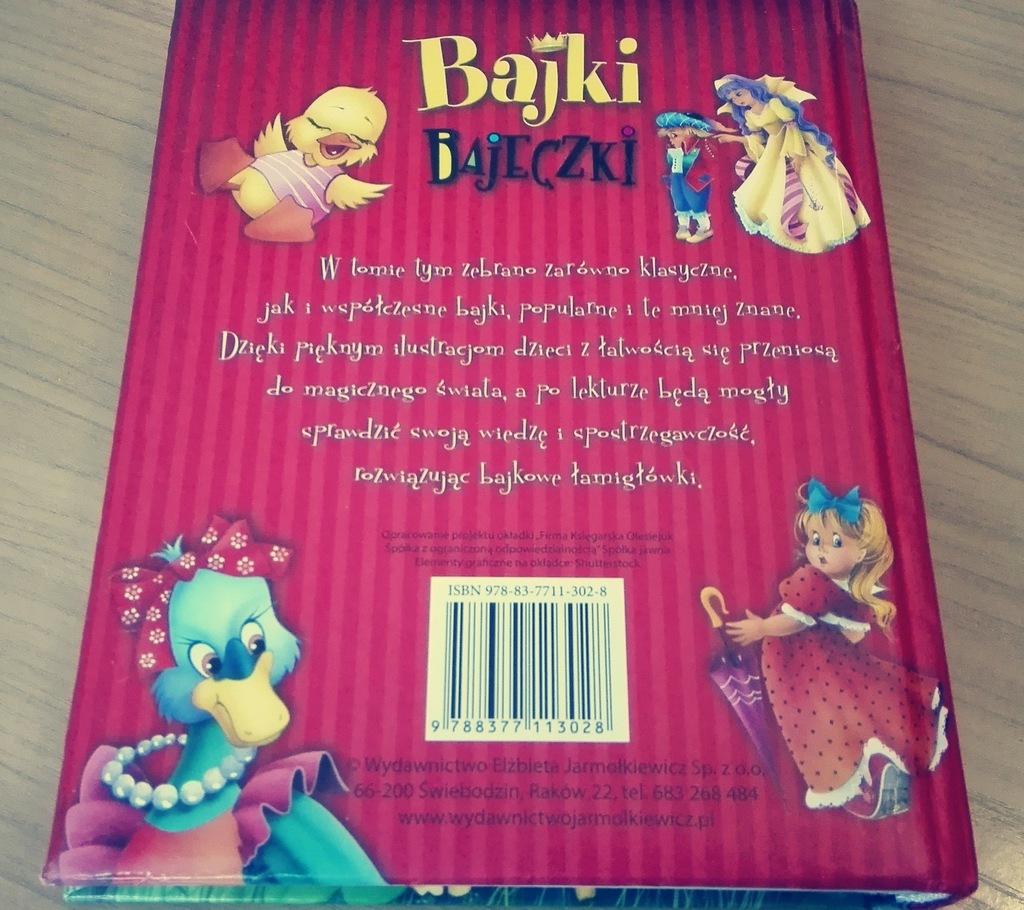 Bajki
BAJECZKI
W tomie tym zebrano zarówno klasyczne,
jak i współczesne bajki, popularne i te mniej znane.
Dzięki pięknym ilustracjom dzieci z łatwością się przeniosą
do magicznego świata, a po lekturze będą mogły
sprawdzić swoją wiedzę i spostrzegawczość,
rozwiązując bajkowe łamigłówki.
Opracowanie projektu okładki „Firma Księgarska Olesiejuk
Spółka z ograniczoną odpowiedzialnością" Spółka jawna
Elementy graficzne na okładce: Shutterstock
ISBN 978-83-7711-302-8
9 788377 113028
© Wydawnictwo Elżbieta Jarmołkiewicz Sp. z o.o.
66-200 Świebodzin, Raków 22, tel. 683 268 484
www.wydawnictwojarmolkiewicz.pl